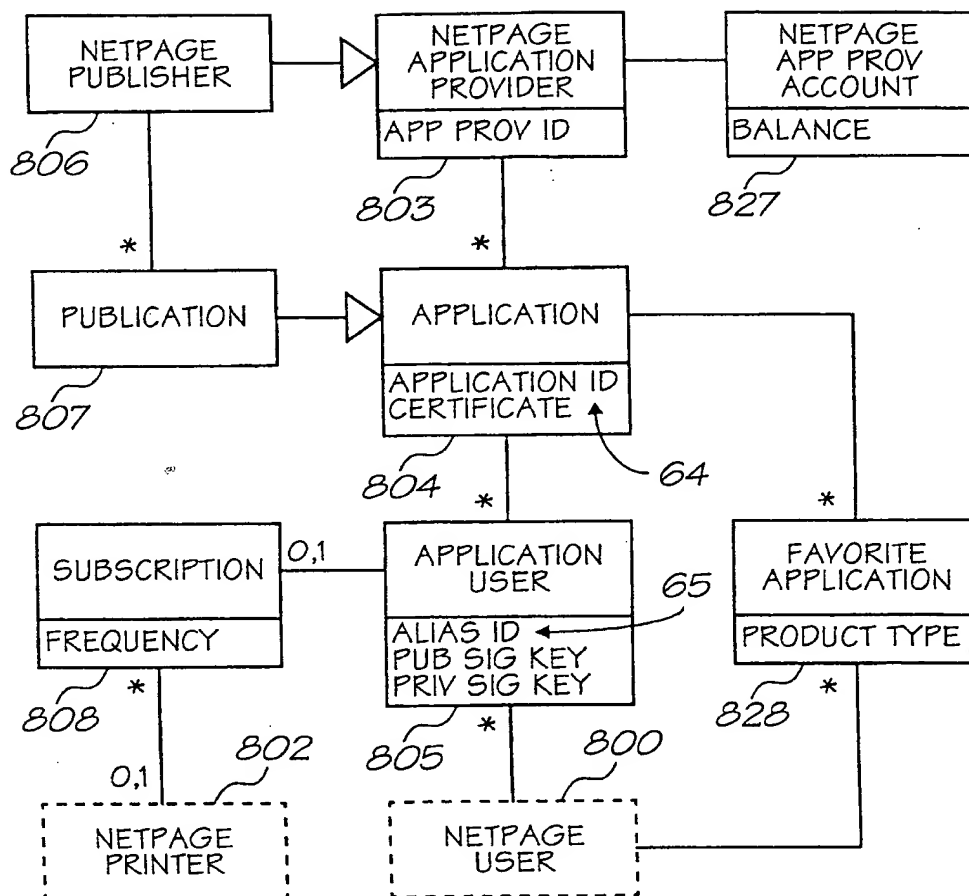 NETPAGE
PUBLISHER
806
NETPAGE
APPLICATION
PROVIDER
APP PROV ID
803
NETPAGE
APP PROV
ACCOUNT
BALANCE
827
*
*
PUBLICATION
807
APPLICATION
APPLICATION ID
CERTIFICATE
804
64
*
*
SUBSCRIPTION
FREQUENCY
808
0,1
APPLICATION
USER
ALIAS ID
PUB SIG KEY
PRIV SIG KEY
805
65
FAVORITE
APPLICATION
PRODUCT TYPE
828
*
*
*
0,1
802
NETPAGE
PRINTER
800
NETPAGE
USER